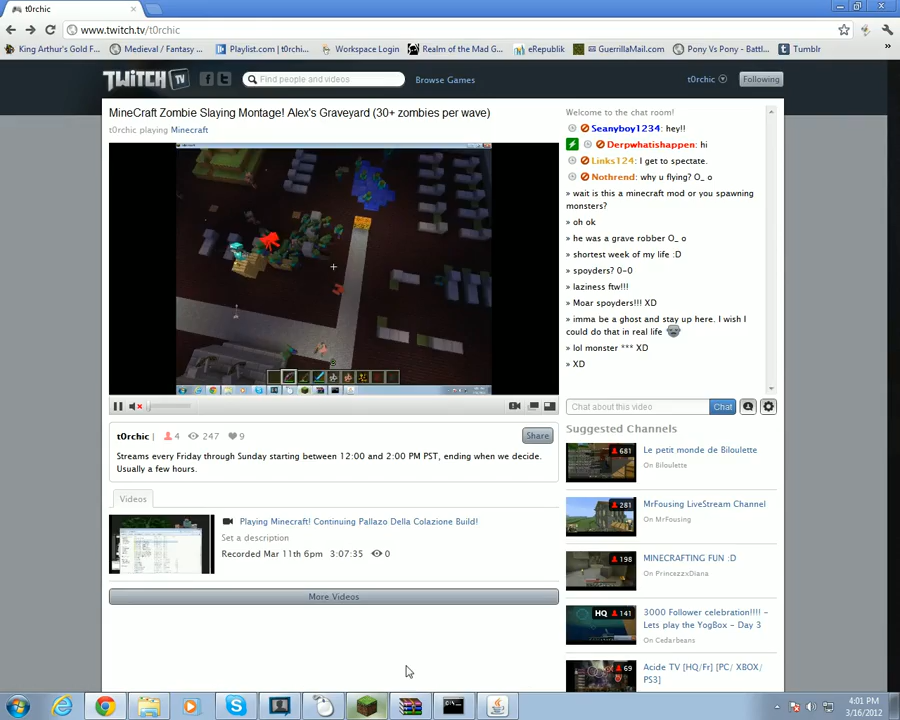 t0rchic
www.twitch.tv/t0rchic
King Arthur's Gold F...
Medieval / Fantasy ...
Playlist.com | t0rchi...
Workspace Login
Realm of the Mad G...
eRepublik
GuerrillaMail.com
Pony Vs Pony - Battl...
Tumblr
TWiTCH TV
Find people and videos
Browse Games
t0rchic
Following
MineCraft Zombie Slaying Montage! Alex's Graveyard (30+ zombies per wave)
t0rchic playing Minecraft
Welcome to the chat room!
Seanyboy1234: hey!!
Derpwhatishappen: hi
Links124: I get to spectate.
Nothrend: why u flying? O_ o
» wait is this a minecraft mod or you spawning
monsters?
» oh ok
» he was a grave robber O_ o
» shortest week of my life :D
» spoyders? 0-0
» laziness ftw!!!
» Moar spoyders!!! XD
» imma be a ghost and stay up here. I wish I
could do that in real life
» lol monster *** XD
» XD
Chat about this video
Chat
t0rchic | 4 247 9
Share
Streams every Friday through Sunday starting between 12:00 and 2:00 PM PST, ending when we decide.
Usually a few hours.
Videos
Playing Minecraft! Continuing Pallazo Della Colazione Build!
Set a description
Recorded Mar 11th 6pm 3:07:35 0
More Videos
Suggested Channels
681
Le petit monde de Biloulette
On Biloulette
281
MrFousing LiveStream Channel
On MrFousing
198
MINECRAFTING FUN :D
On PrincezzxDiana
HQ 141
3000 Follower celebration!!!! -
Lets play the YogBox - Day 3
On Cedarbeans
69
Acide TV [HQ/Fr] [PC/ XBOX/
PS3]
4:01 PM
3/16/2012